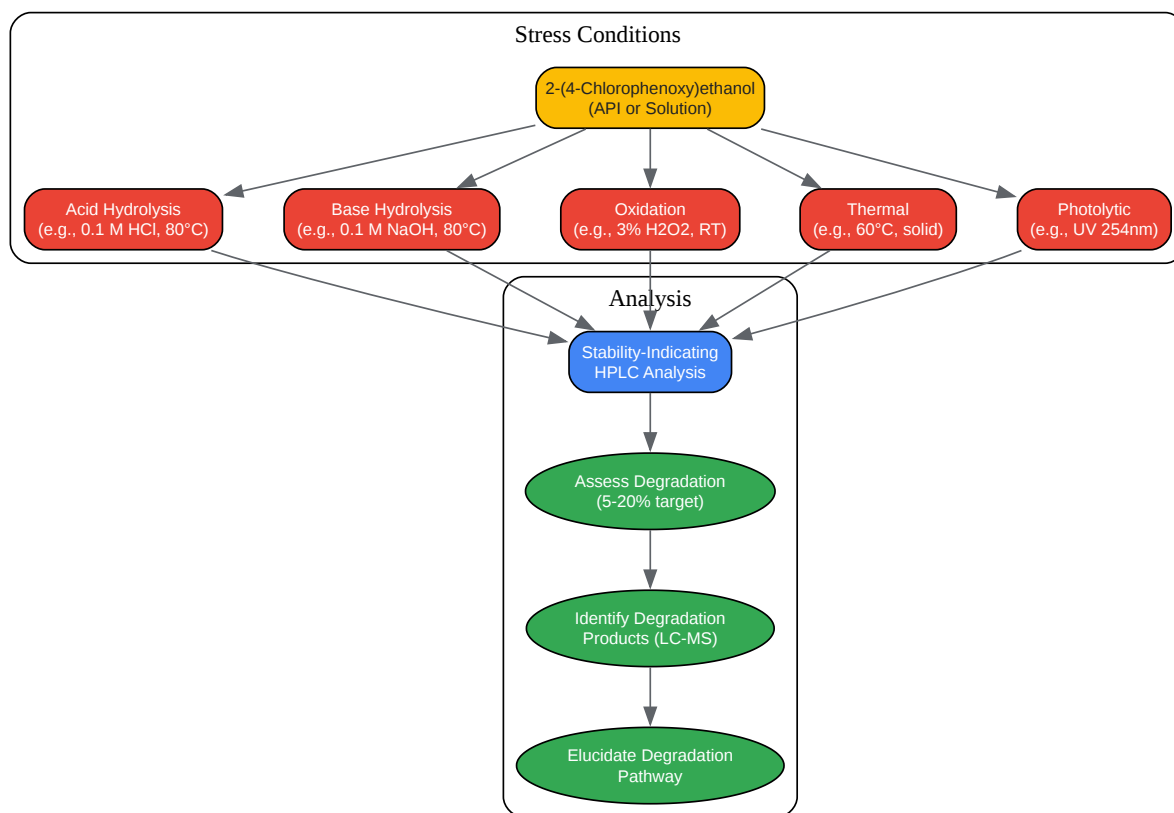 Stress Conditions
2-(4-Chlorophenoxy)ethanol
(API or Solution)
Acid Hydrolysis
(e.g., 0.1 M HCl, 80°C)
Base Hydrolysis
(e.g., 0.1 M NaOH, 80°C)
Oxidation
(e.g., 3% H2O2, RT)
Thermal
(e.g., 60°C, solid)
Photolytic
(e.g., UV 254nm)
Analysis
Stability-Indicating
HPLC Analysis
Assess Degradation
(5-20% target)
Identify Degradation
Products (LC-MS)
Elucidate Degradation
Pathway